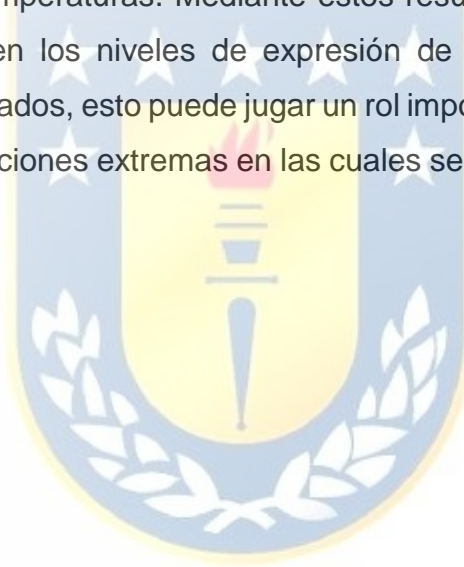 mperaturas. Mediante estos resu
en los niveles de expresión de
ados, esto puede jugar un rol impo
ciones extremas en las cuales se